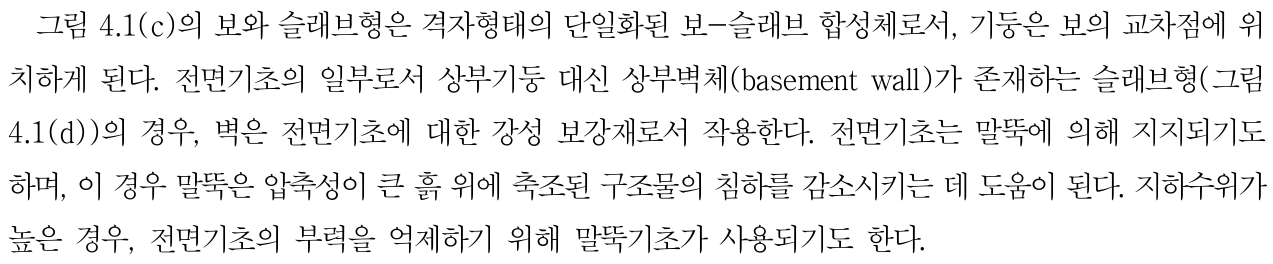 그림 4.1(c)의 보와 슬래브형은 격자형태의 단일화된 보-슬래브 합성체로서, 기둥은 보의 교차점에 위
치하게 된다. 전면기초의 일부로서 상부기둥 대신 상부벽체(basement wall)가 존재하는 슬래브형(그림
4.1(d))의 경우, 벽은 전면기초에 대한 강성 보강재로서 작용한다. 전면기초는 말뚝에 의해 지지되기도
하며, 이 경우 말뚝은 압축성이 큰 흙 위에 축조된 구조물의 침하를 감소시키는 데 도움이 된다. 지하수위가
높은 경우, 전면기초의 부력을 억제하기 위해 말뚝기초가 사용되기도 한다.